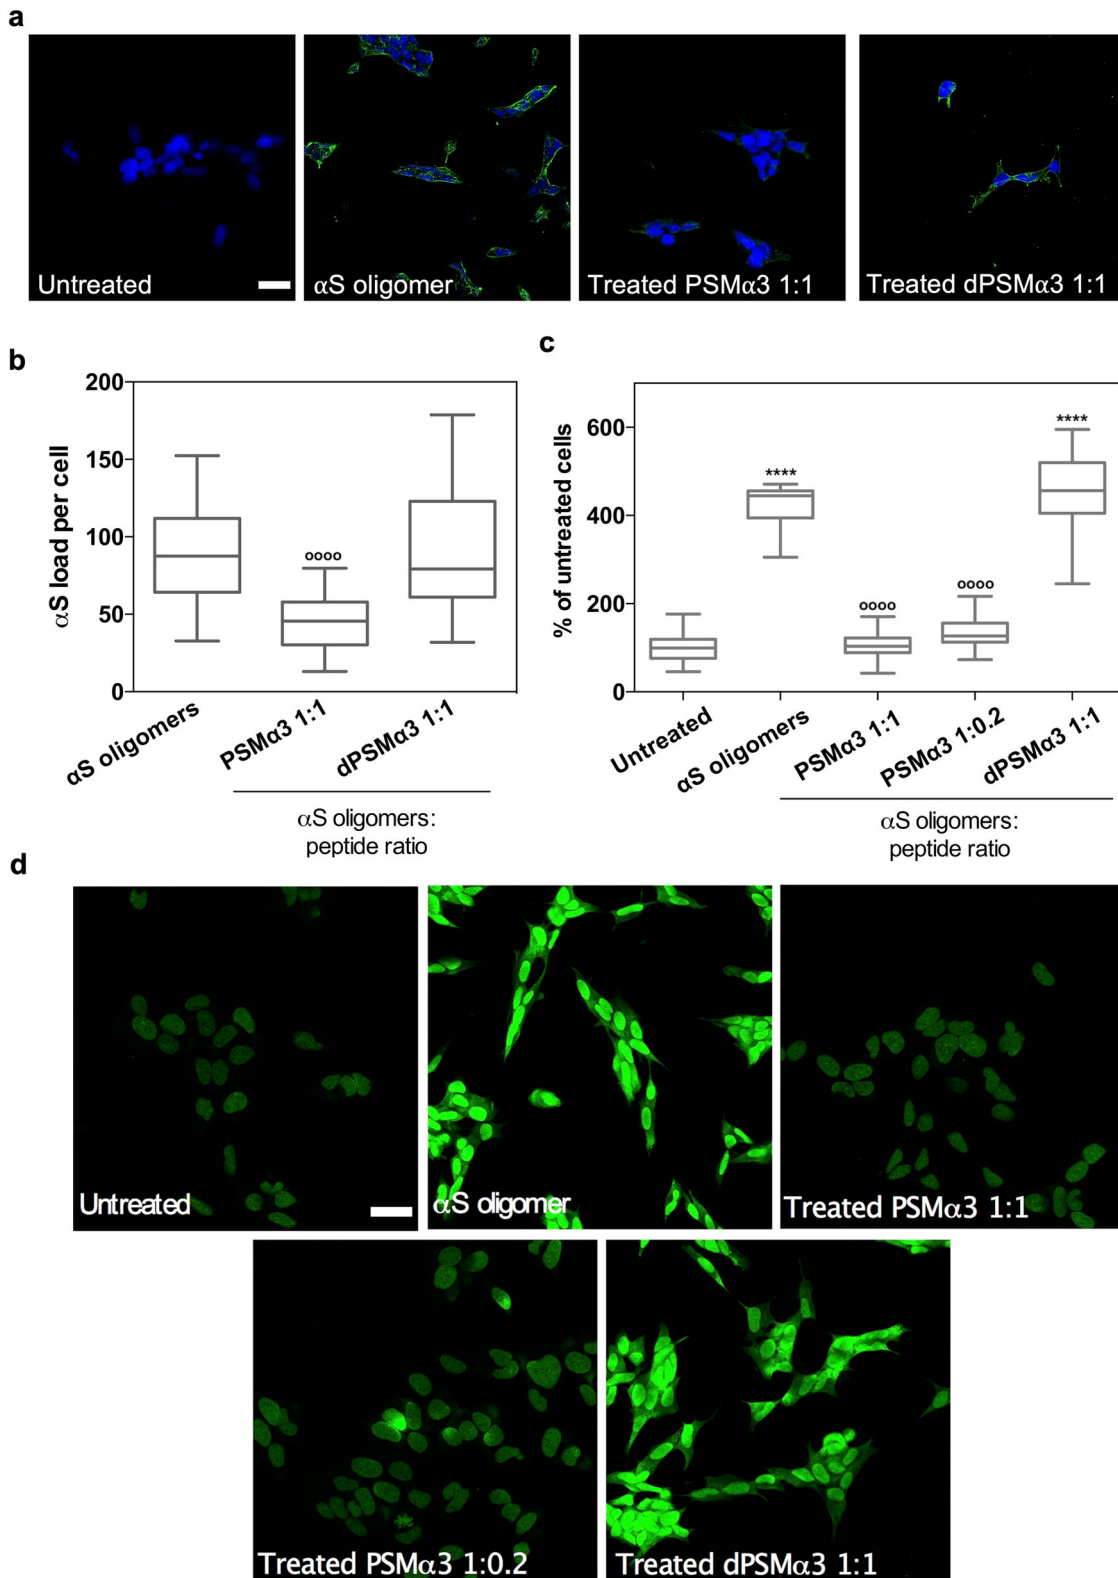 a
Untreated
αS oligomer
Treated PSMα3 1:1
Treated dPSMα3 1:1
b
αS load per cell
200
150
100
50
0
oooo
αS oligomers
PSMα3 1:1
dPSMα3 1:1
αS oligomers:
peptide ratio
c
% of untreated cells
600
400
200
0
****
oooo
oooo
****
Untreated
αS oligomers
PSMα3 1:1
PSMα3 1:0.2
dPSMα3 1:1
αS oligomers:
peptide ratio
d
Untreated
αS oligomer
Treated PSMα3 1:1
Treated PSMα3 1:0.2
Treated dPSMα3 1:1